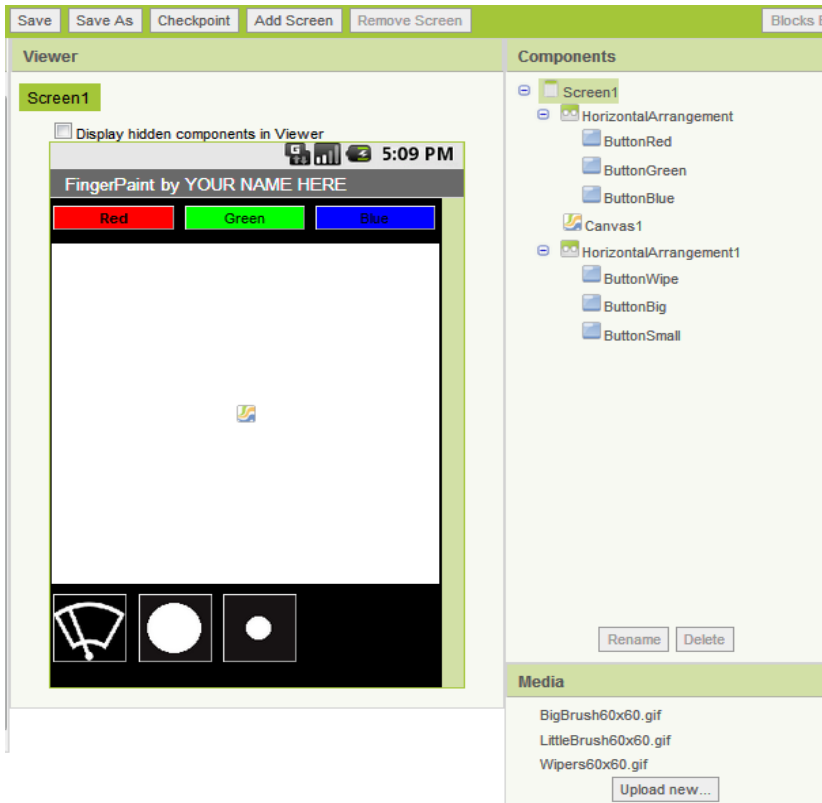 Save Save As Checkpoint Add Screen Remove Screen Blocks
Viewer
Screen1
Display hidden components in Viewer
5:09 PM
FingerPaint by YOUR NAME HERE
Red Green Blue
Components
Screen1
HorizontalArrangement
ButtonRed
ButtonGreen
ButtonBlue
Canvas1
HorizontalArrangement1
ButtonWipe
ButtonBig
ButtonSmall
Rename Delete
Media
BigBrush60x60.gif
LittleBrush60x60.gif
Wipers60x60.gif
Upload new...